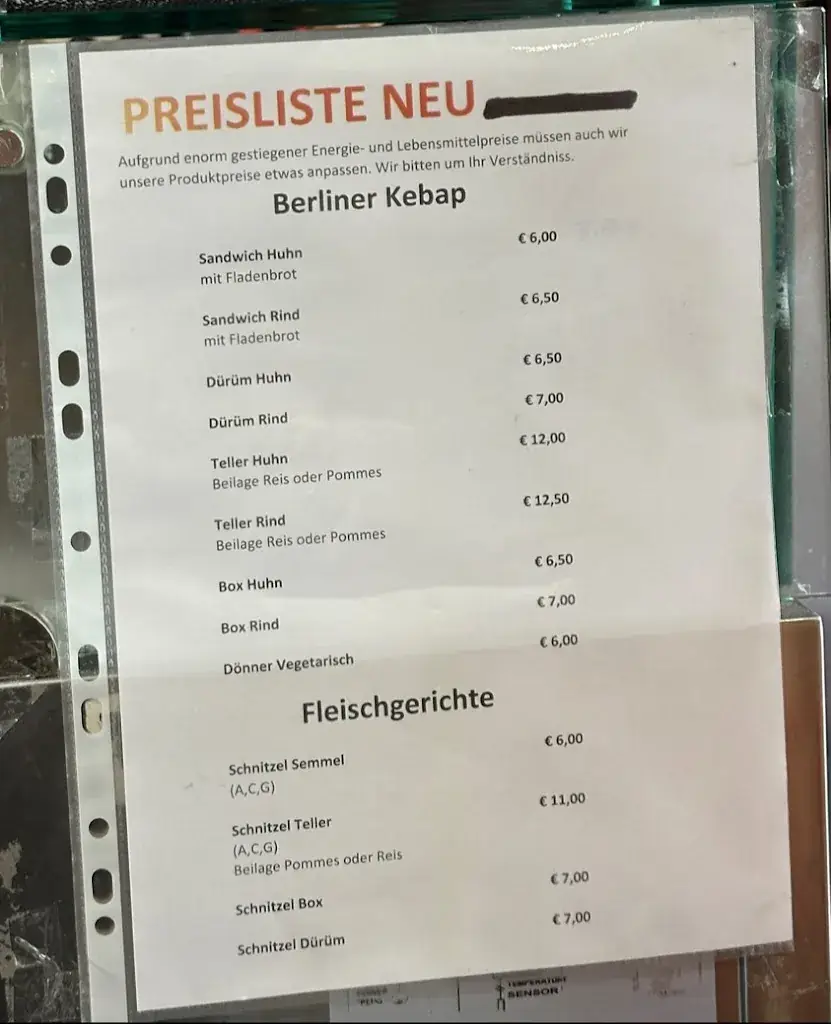 PREISLISTE NEU
Aufgrund enorm gestiegener Energie- und Lebensmittelpreise müssen auch wir
unsere Produktpreise etwas anpassen. Wir bitten um Ihr Verständniss.
Berliner Kebap
Sandwich Huhn € 6,00
mit Fladenbrot
Sandwich Rind € 6,50
mit Fladenbrot
Dürüm Huhn € 6,50
Dürüm Rind € 7,00
Teller Huhn € 12,00
Beilage Reis oder Pommes
Teller Rind € 12,50
Beilage Reis oder Pommes
Box Huhn € 6,50
Box Rind € 7,00
Dönner Vegetarisch € 6,00
Fleischgerichte
Schnitzel Semmel € 6,00
(A,C,G)
Schnitzel Teller € 11,00
(A,C,G)
Beilage Pommes oder Reis
Schnitzel Box € 7,00
Schnitzel Dürüm € 7,00
TEMPERATURE
SENSOR